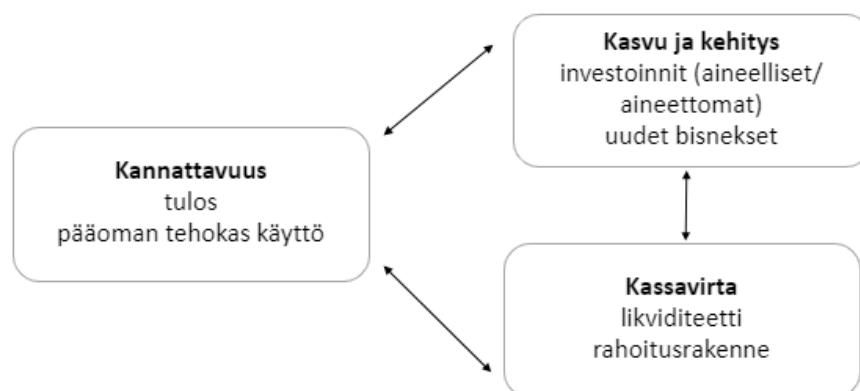 Kasvu ja kehitys
investoinnit (aineelliset/
aineettomat)
uudet bisnekset
Kannattavuus
tulos
pääoman tehokas käyttö
Kassavirta
likviditeetti
rahoitusrakenne